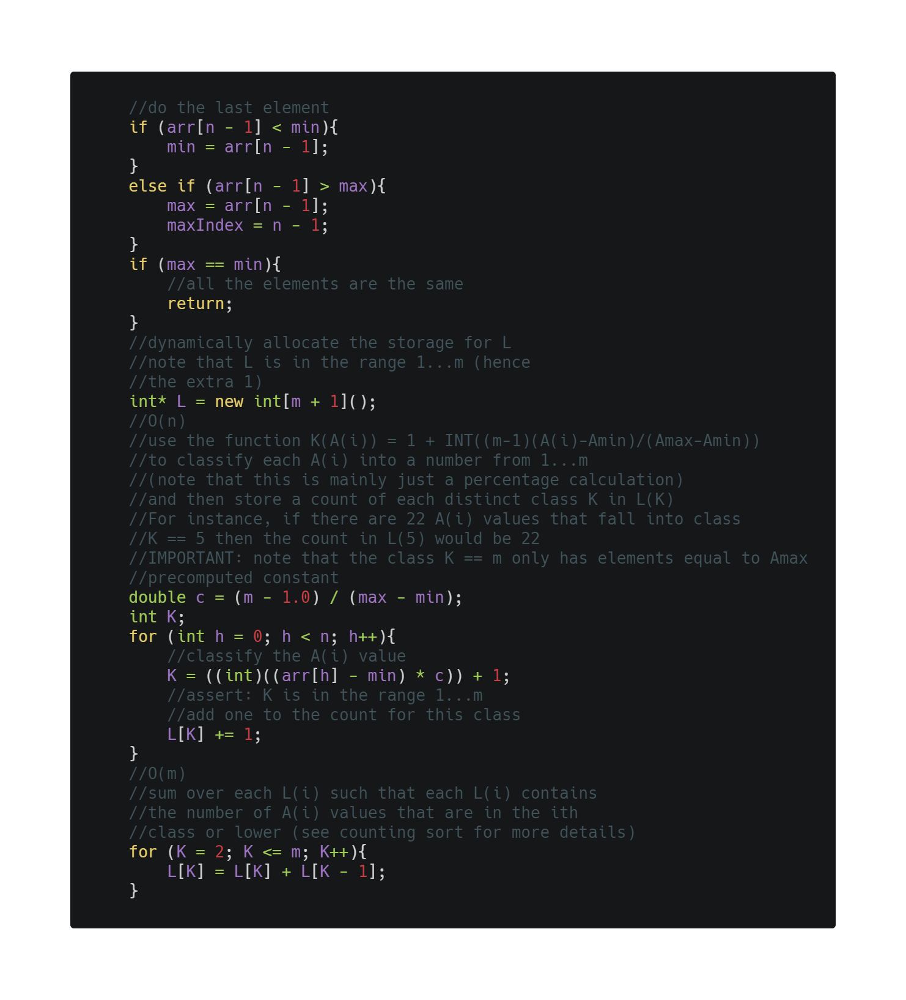 //do the last element
if (arr[n - 1] < min){
    min = arr[n - 1];
}
else if (arr[n - 1] > max){
    max = arr[n - 1];
    maxIndex = n - 1;
}
if (max == min){
    //all the elements are the same
    return;
}
//dynamically allocate the storage for L
//note that L is in the range 1...m (hence
//the extra 1)
int* L = new int[m + 1]();
//O(n)
//use the function K(A(i)) = 1 + INT((m-1)(A(i)-Amin)/(Amax-Amin))
//to classify each A(i) into a number from 1...m
//(note that this is mainly just a percentage calculation)
//and then store a count of each distinct class K in L(K)
//For instance, if there are 22 A(i) values that fall into class
//K == 5 then the count in L(5) would be 22
//IMPORTANT: note that the class K == m only has elements equal to Amax
//precomputed constant
double c = (m - 1.0) / (max - min);
int K;
for (int h = 0; h < n; h++){
    //classify the A(i) value
    K = ((int)((arr[h] - min) * c)) + 1;
    //assert: K is in the range 1...m
    //add one to the count for this class
    L[K] += 1;
}
//O(m)
//sum over each L(i) such that each L(i) contains
//the number of A(i) values that are in the ith
//class or lower (see counting sort for more details)
for (K = 2; K <= m; K++){
    L[K] = L[K] + L[K - 1];
}